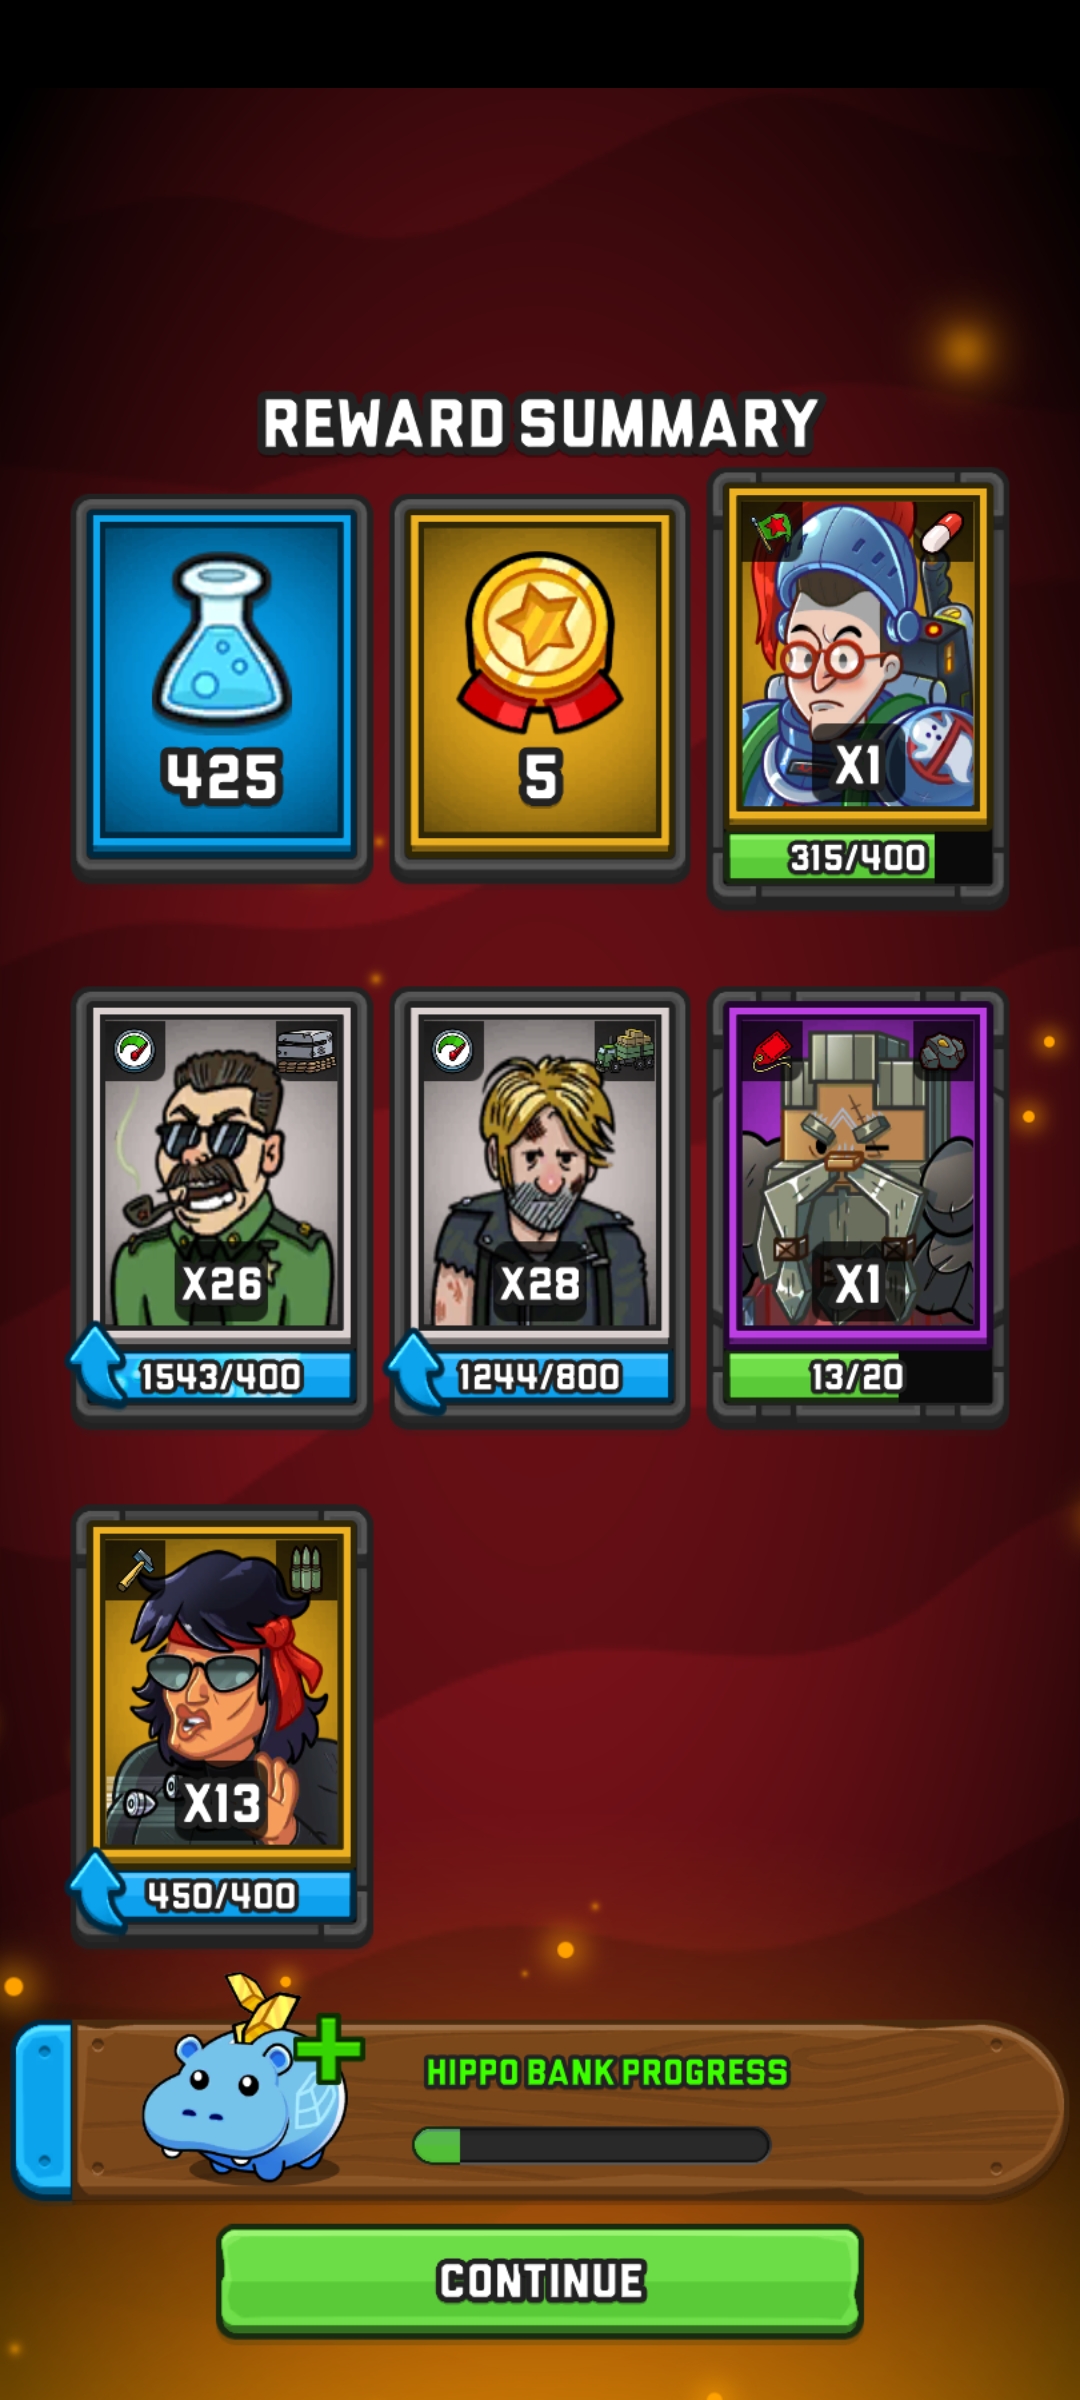 REWARD SUMMARY
425
5
X1
315/400
X26
X28
X1
1543/400
1244/800
13/20
X13
450/400
HIPPO BANK PROGRESS
CONTINUE